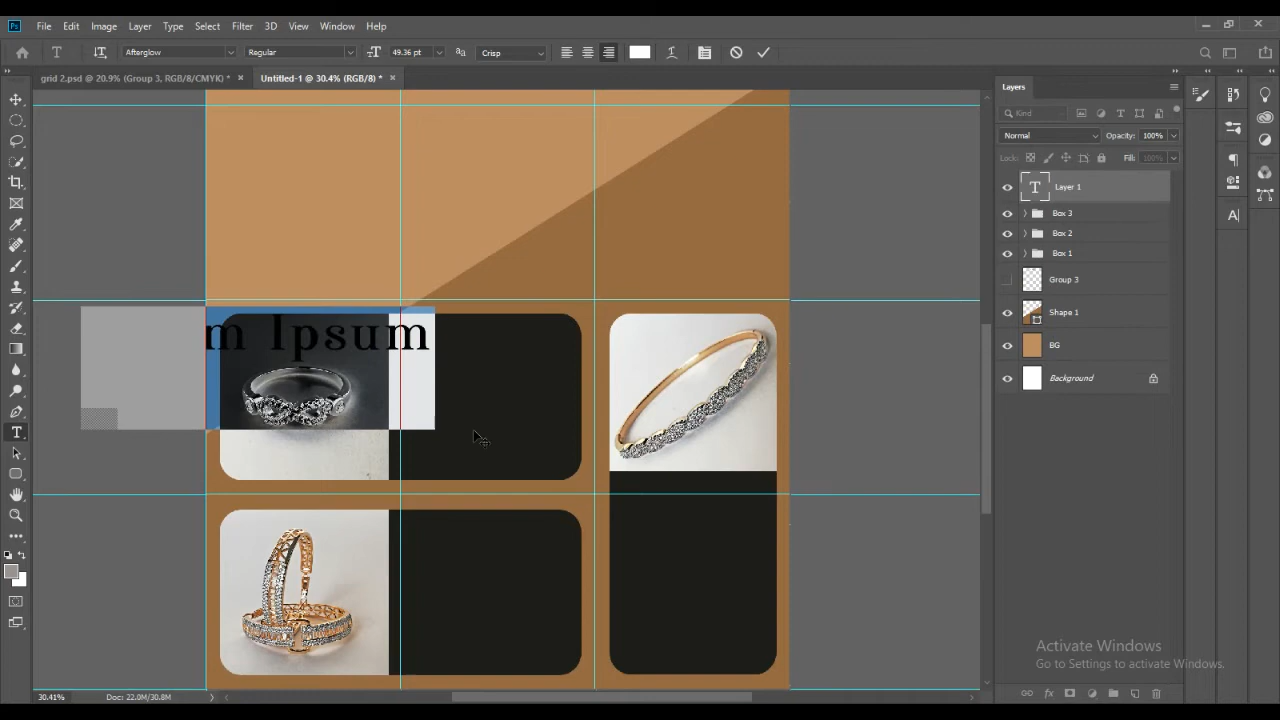 File Edit Image Layer Type Select Filter 3D View Window Help
Afterglow Regular 49.36 pt Crisp
grid 2.psd @ 20.9% (Group 3, RGB/8/CMYK) * Untitled-1 @ 30.4% (RGB/8) *
Layers
Kind
Normal Opacity: 100%
Lock: Fill: 100%
Layer 1
Box 3
Box 2
Box 1
Group 3
Shape 1
BG
Background
m Ipsum
Activate Windows
Go to Settings to activate Windows.
30.41% Doc: 22.0M/30.8M